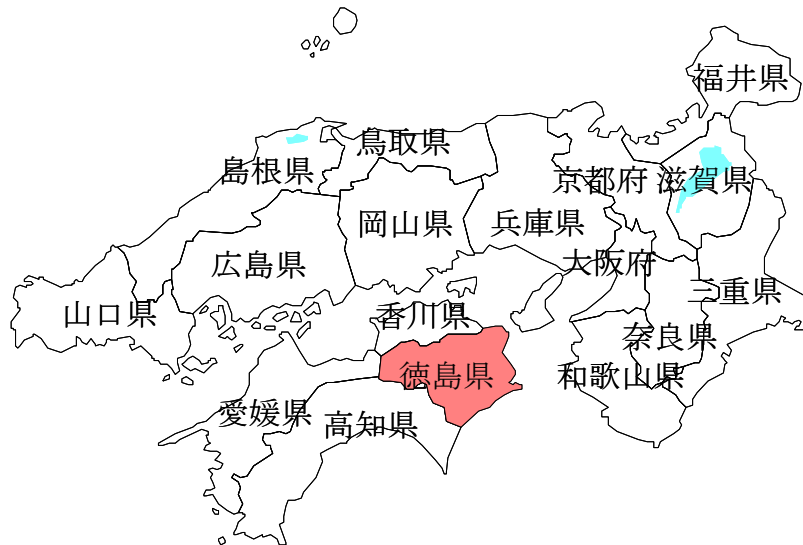 福井県
鳥取県
島根県
京都府
滋賀県
岡山県
兵庫県
広島県
大阪府
三重県
山口県
香川県
奈良県
徳島県
和歌山県
愛媛県
高知県